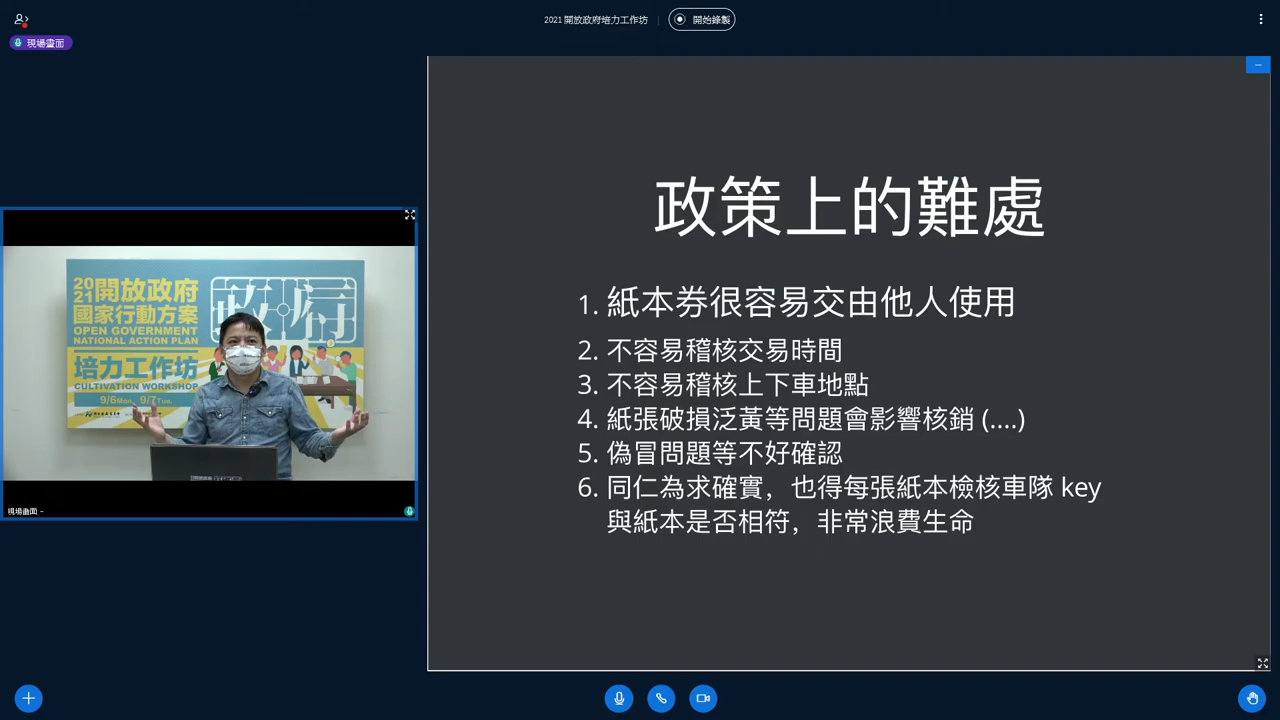 2021 開放政府培力工作坊
開始錄製
現場畫面
政策上的難處
1. 紙本券很容易交由他人使用
2. 不容易稽核交易時間
3. 不容易稽核上下車地點
4. 紙張破損泛黃等問題會影響核銷 (....)
5. 偽冒問題等不好確認
6. 同仁為求確實，也得每張紙本檢核車隊 key
與紙本是否相符，非常浪費生命
20
21開放政府
國家行動方案
OPEN GOVERNMENT
NATIONAL ACTION PLAN
培力工作坊
CULTIVATION WORKSHOP
9/6Mon. 9/7Tue.
現場畫面